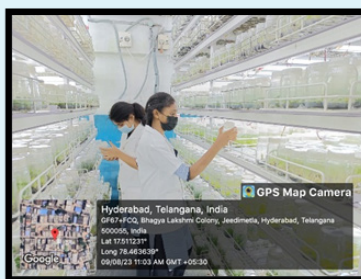 GPS Map Camera
Hyderabad, Telangana, India
GF67+FCQ, Bhagya Lakshmi Colony, Jeedimetla, Hyderabad, Telangana
500055, India
Lat 17.511231°
Long 78.463639°
09/08/23 11:03 AM GMT +05:30
Google